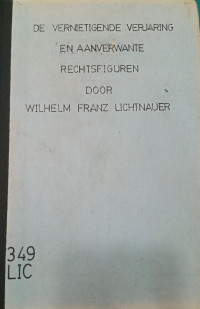 DE VERNIETIGENDE VERJARING
EN AANVERWANTE
RECHTSFIGUREN
DOOR
WILHELM FRANZ LICHTNAUER
349
LIC